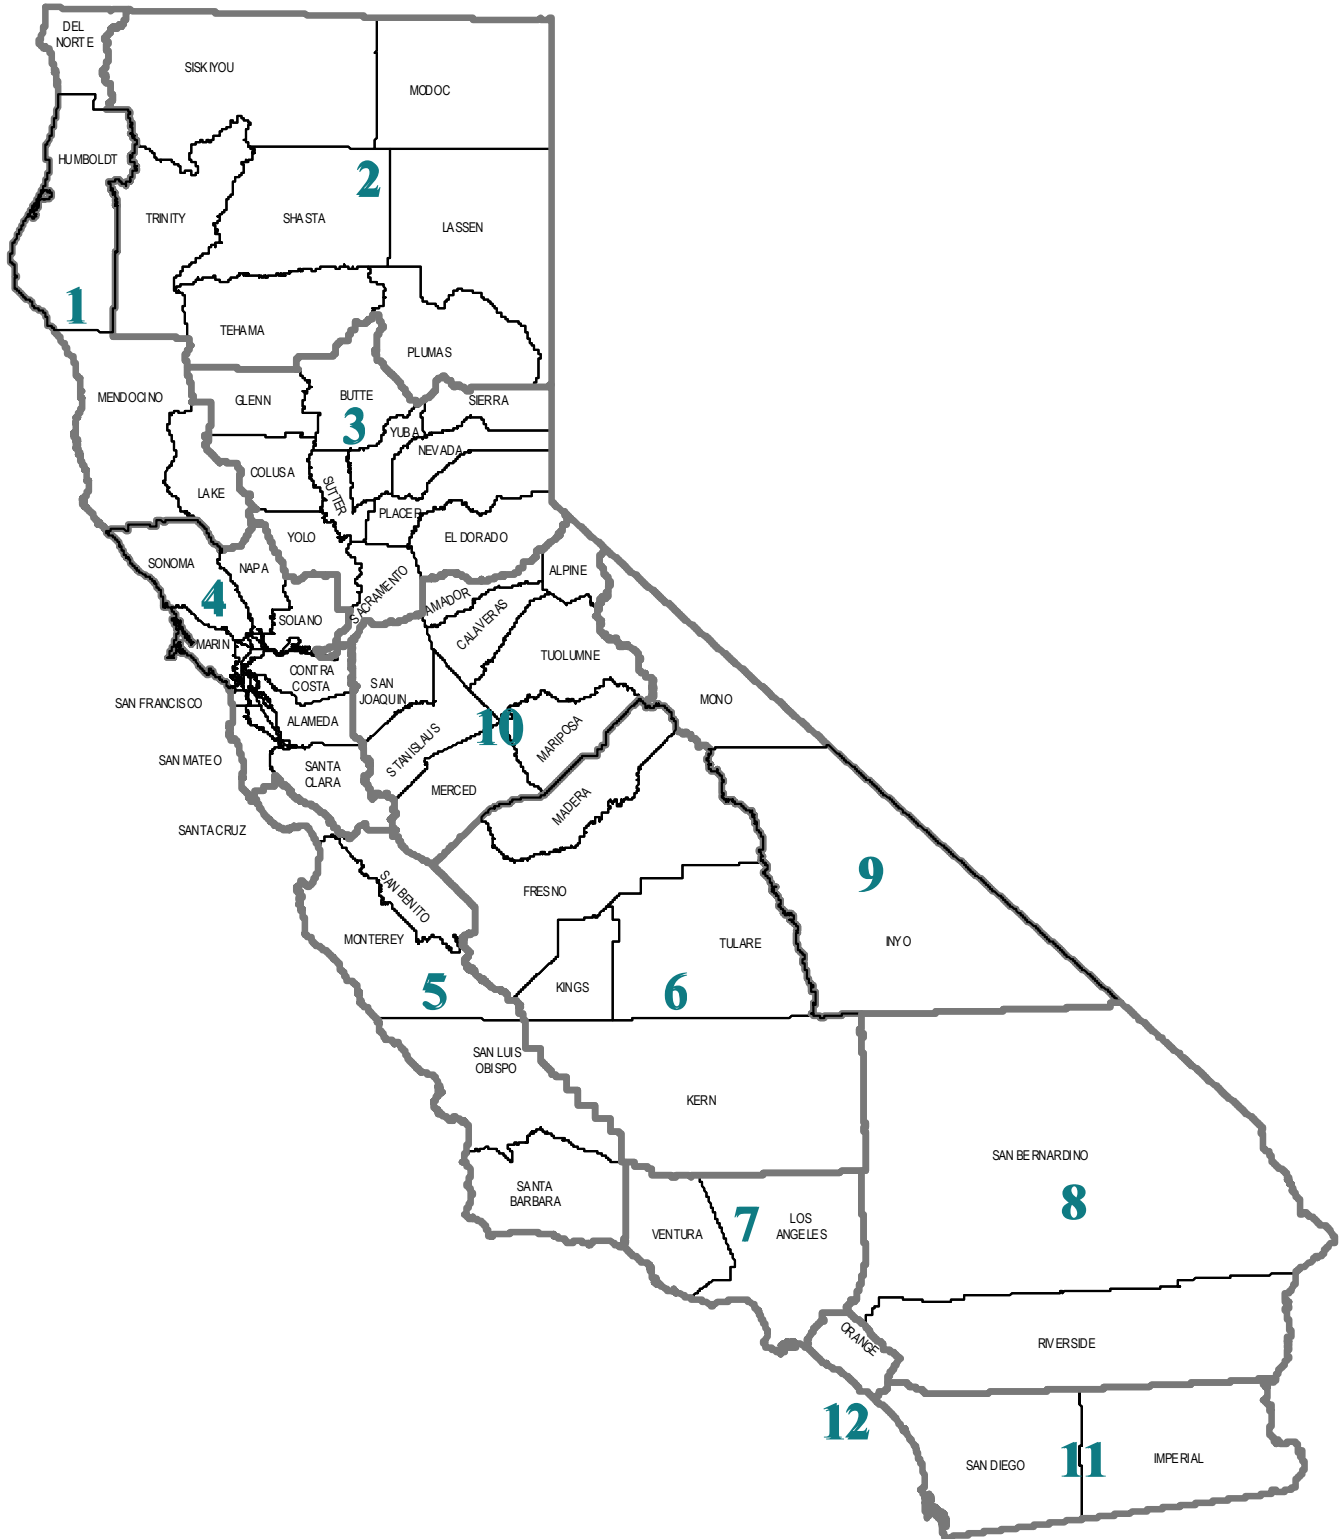 DEL
NORTE
SISKIYOU
MODOC
HUMBOLDT
2
TRINITY
SHASTA
LASSEN
1
TEHAMA
PLUMAS
MENDOCINO
GLENN
BUTTE
SIERRA
3
YUBA
NEVADA
COLUSA
LAKE
SUTTER
PLACER
YOLO
EL DORADO
SONOMA
NAPA
ALPINE
4
SACRAMENTO
AMADOR
SOLANO
CALAVERAS
MARIN
TUOLUMNE
CONTRA
COSTA
SAN
JOAQUIN
MONO
SAN FRANCISCO
ALAMEDA
10
MARIPOSA
STANISLAUS
SAN MATEO
SANTA
CLARA
MERCED
MADERA
SANTA CRUZ
9
SAN BENITO
FRESNO
MONTEREY
TULARE
INYO
5
KINGS
6
SAN LUIS
OBISPO
KERN
SAN BERNARDINO
SANTA
BARBARA
8
VENTURA
7
LOS
ANGELES
ORANGE
RIVERSIDE
12
SAN DIEGO
11
IMPERIAL